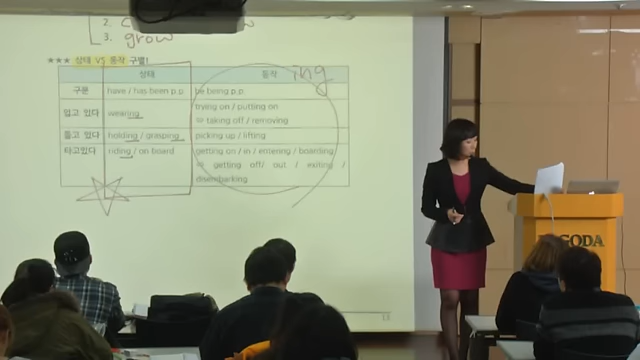 2.
3. grow
★★★ 상태 VS 동작 구별!
상태 동작 ing
구문 have / has been p.p be being p.p
입고 있다 wearing trying on / putting on
⇔ taking off / removing
들고 있다 holding / grasping picking up / lifting
타고있다 riding / on board getting on / in / entering / boarding
⇔ getting off/ out / exiting /
disembarking
GODA